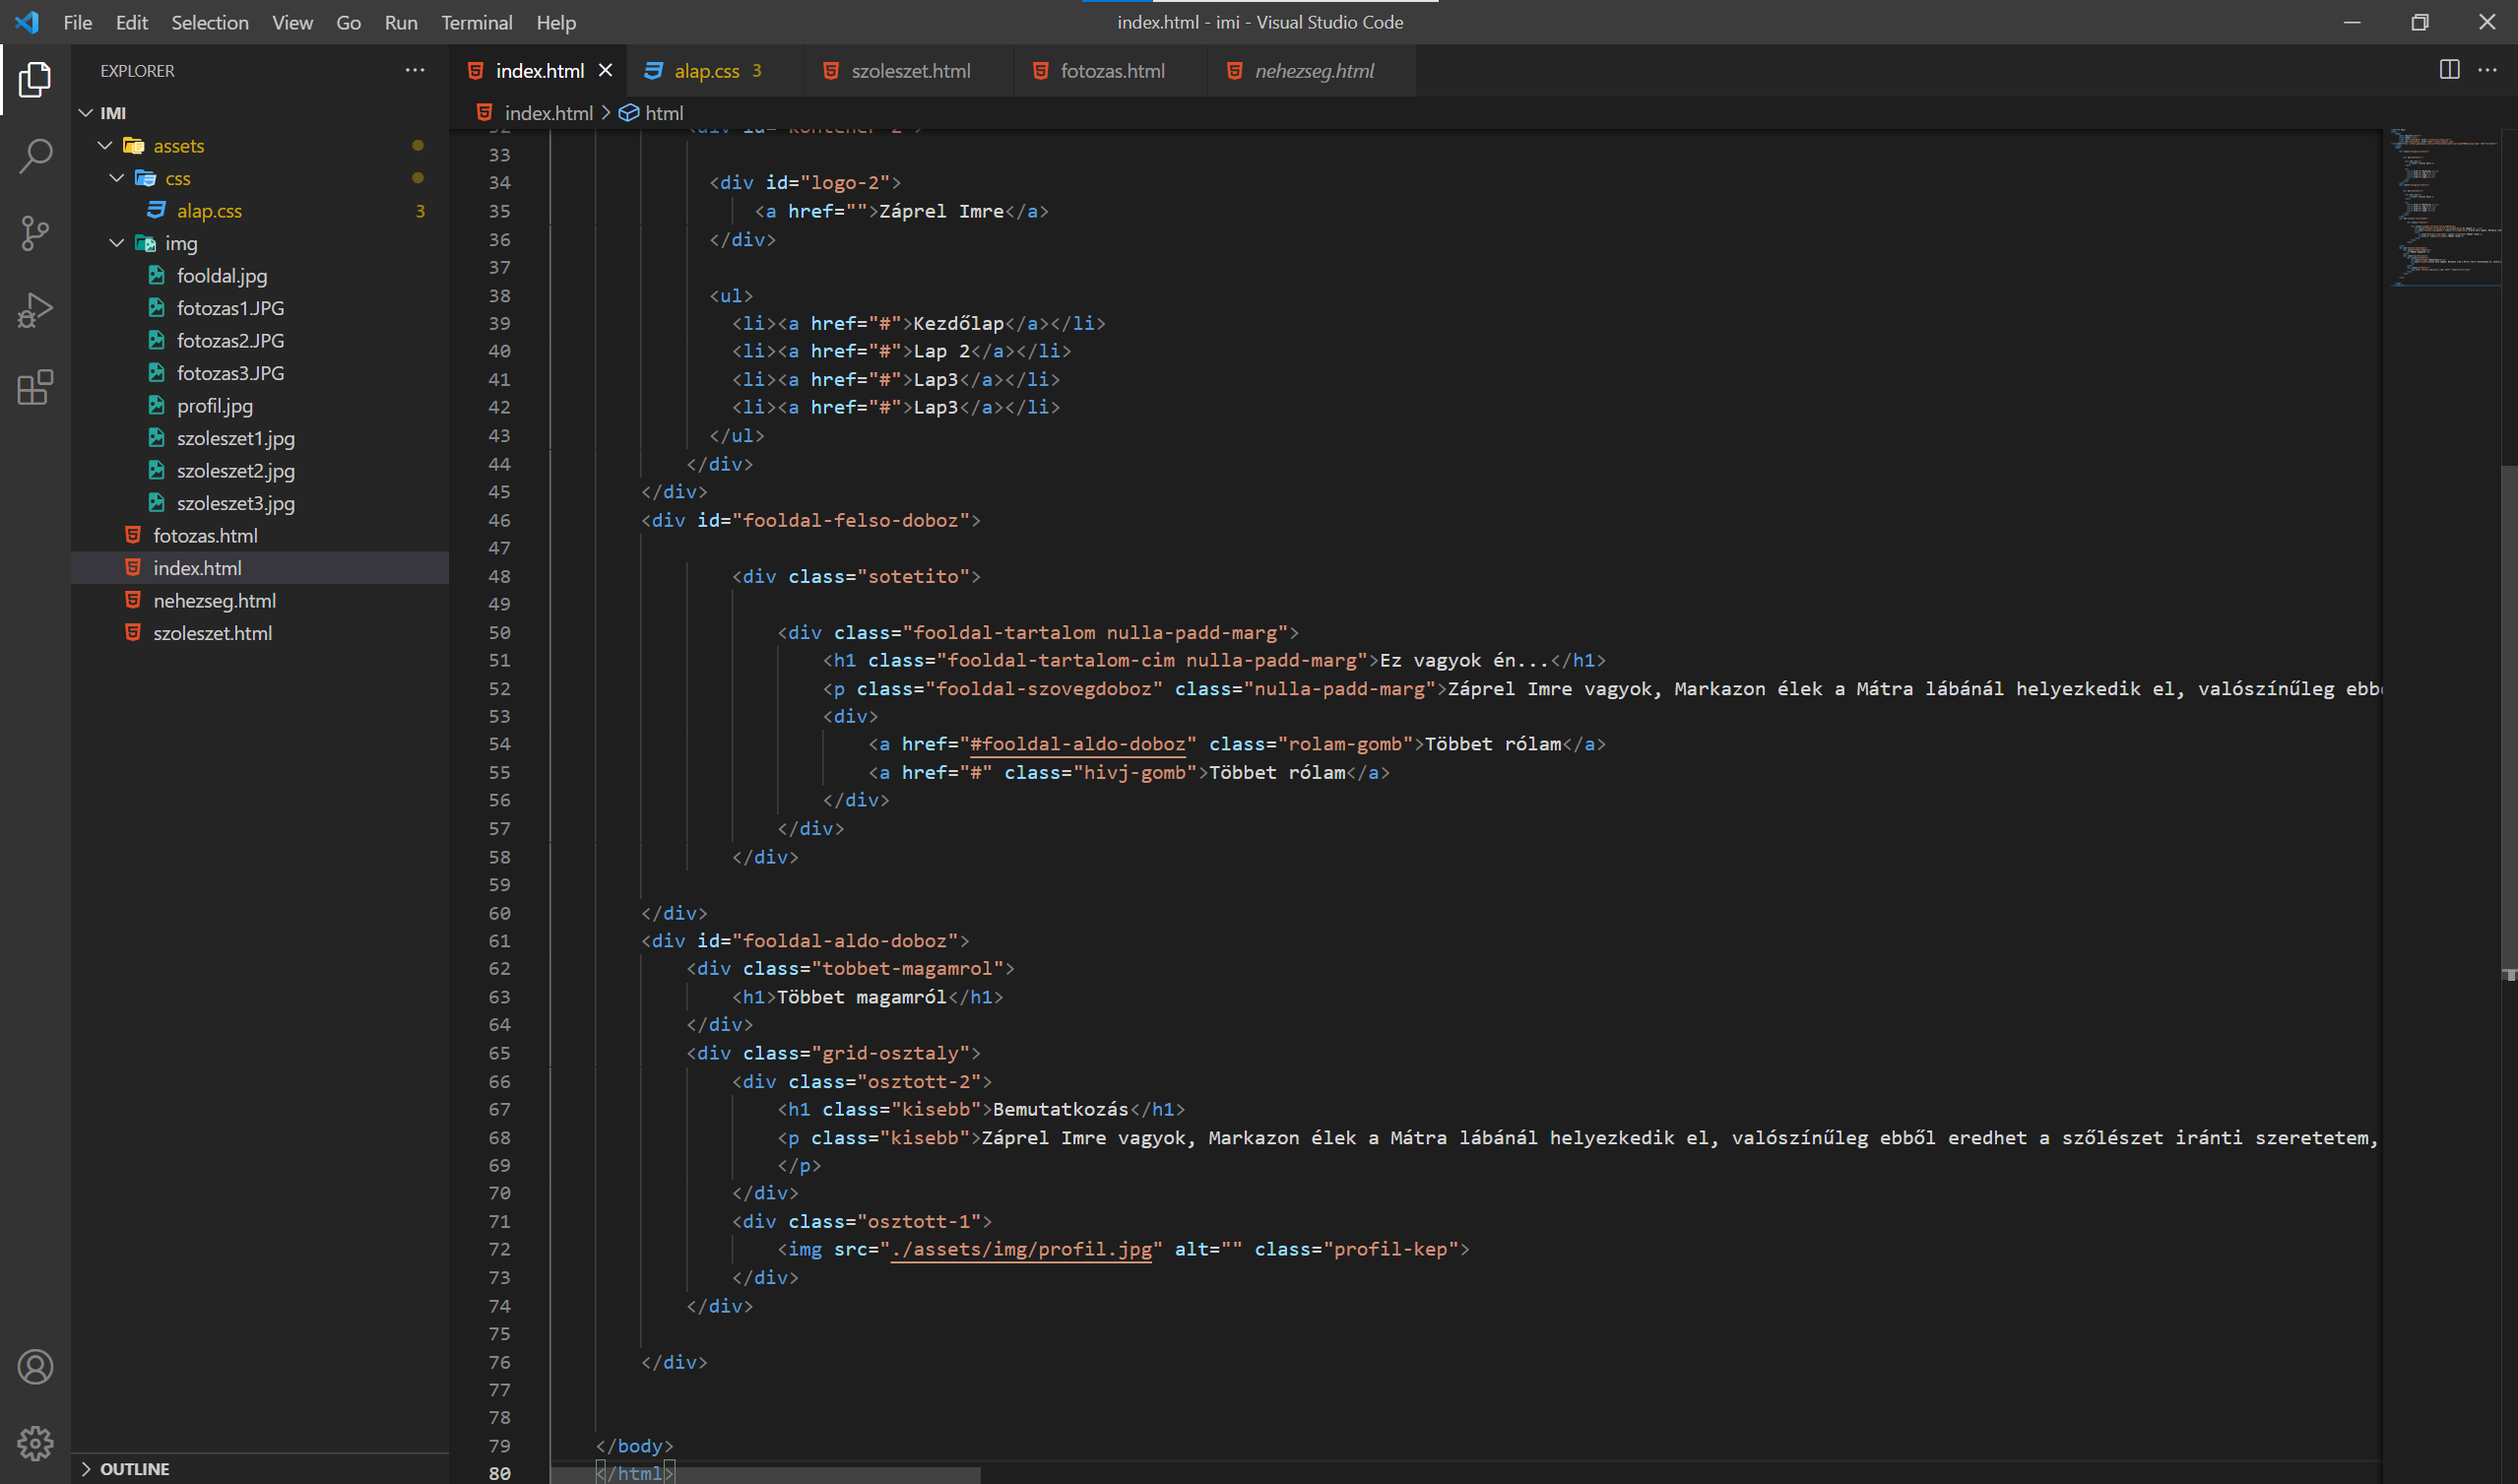 File Edit Selection View Go Run Terminal Help
index.html - imi - Visual Studio Code
EXPLORER
IMI
assets
css
alap.css 3
img
fooldal.jpg
fotozas1.JPG
fotozas2.JPG
fotozas3.JPG
profil.jpg
szoleszet1.jpg
szoleszet2.jpg
szoleszet3.jpg
fotozas.html
index.html
nehezseg.html
szoleszet.html
OUTLINE
index.html alap.css 3 szoleszet.html fotozas.html nehezseg.html
index.html > html
32 <div id="kontener-2">
33
34 <div id="logo-2">
35 <a href="">Záprel Imre</a>
36 </div>
37
38 <ul>
39 <li><a href="#">Kezdőlap</a></li>
40 <li><a href="#">Lap 2</a></li>
41 <li><a href="#">Lap3</a></li>
42 <li><a href="#">Lap3</a></li>
43 </ul>
44 </div>
45 </div>
46 <div id="fooldal-felso-doboz">
47
48 <div class="sotetito">
49
50 <div class="fooldal-tartalom nulla-padd-marg">
51 <h1 class="fooldal-tartalom-cim nulla-padd-marg">Ez vagyok én...</h1>
52 <p class="fooldal-szovegdoboz" class="nulla-padd-marg">Záprel Imre vagyok, Markazon élek a Mátra lábánál helyezkedik el, valószínűleg ebb
53 <div>
54 <a href="#fooldal-aldo-doboz" class="rolam-gomb">Többet rólam</a>
55 <a href="#" class="hivj-gomb">Többet rólam</a>
56 </div>
57 </div>
58 </div>
59
60 </div>
61 <div id="fooldal-aldo-doboz">
62 <div class="tobbet-magamrol">
63 <h1>Többet magamról</h1>
64 </div>
65 <div class="grid-osztaly">
66 <div class="osztott-2">
67 <h1 class="kisebb">Bemutatkozás</h1>
68 <p class="kisebb">Záprel Imre vagyok, Markazon élek a Mátra lábánál helyezkedik el, valószínűleg ebből eredhet a szőlészet iránti szeretetem,
69 </p>
70 </div>
71 <div class="osztott-1">
72 <img src="./assets/img/profil.jpg" alt="" class="profil-kep">
73 </div>
74 </div>
75
76 </div>
77
78
79 </body>
80 </html>